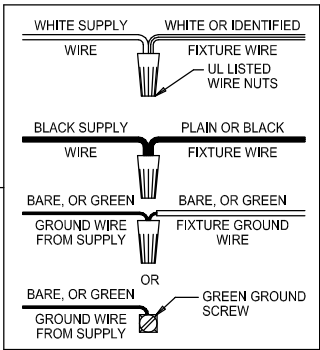 WHITE SUPPLY WIRE
WHITE OR IDENTIFIED FIXTURE WIRE
UL LISTED
WIRE NUTS
BLACK SUPPLY WIRE
PLAIN OR BLACK FIXTURE WIRE
BARE, OR GREEN
GROUND WIRE
FROM SUPPLY
BARE, OR GREEN
FIXTURE GROUND
WIRE
OR
BARE, OR GREEN
GROUND WIRE
FROM SUPPLY
GREEN GROUND
SCREW